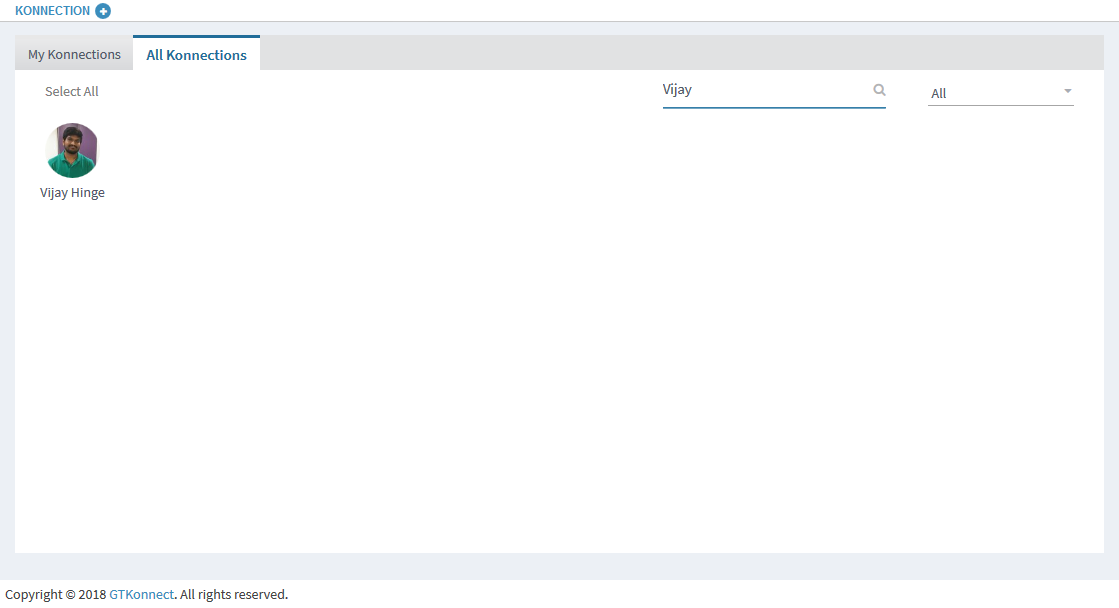 KONNECTION
My Konnections
All Konnections
Select All
Vijay
All
Vijay Hinge
Copyright © 2018 GTKonnect. All rights reserved.